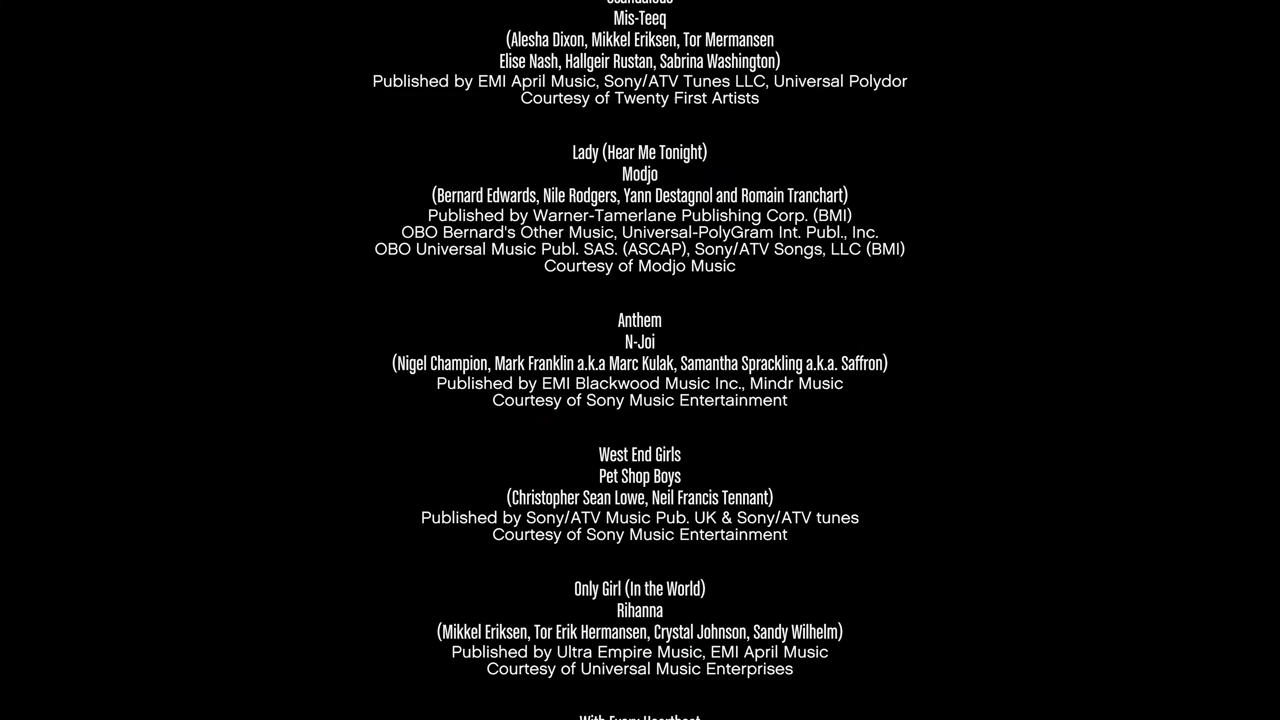 Scandalous
Mis-Teeq
(Alesha Dixon, Mikkel Eriksen, Tor Mermansen
Elise Nash, Hallgeir Rustan, Sabrina Washington)
Published by EMI April Music, Sony/ATV Tunes LLC, Universal Polydor
Courtesy of Twenty First Artists
Lady (Hear Me Tonight)
Modjo
(Bernard Edwards, Nile Rodgers, Yann Destagnol and Romain Tranchart)
Published by Warner-Tamerlane Publishing Corp. (BMI)
OBO Bernard's Other Music, Universal-PolyGram Int. Publ., Inc.
OBO Universal Music Publ. SAS. (ASCAP), Sony/ATV Songs, LLC (BMI)
Courtesy of Modjo Music
Anthem
N-Joi
(Nigel Champion, Mark Franklin a.k.a Marc Kulak, Samantha Sprackling a.k.a. Saffron)
Published by EMI Blackwood Music Inc., Mindr Music
Courtesy of Sony Music Entertainment
West End Girls
Pet Shop Boys
(Christopher Sean Lowe, Neil Francis Tennant)
Published by Sony/ATV Music Pub. UK & Sony/ATV tunes
Courtesy of Sony Music Entertainment
Only Girl (In the World)
Rihanna
(Mikkel Eriksen, Tor Erik Hermansen, Crystal Johnson, Sandy Wilhelm)
Published by Ultra Empire Music, EMI April Music
Courtesy of Universal Music Enterprises
With Every Heartbeat